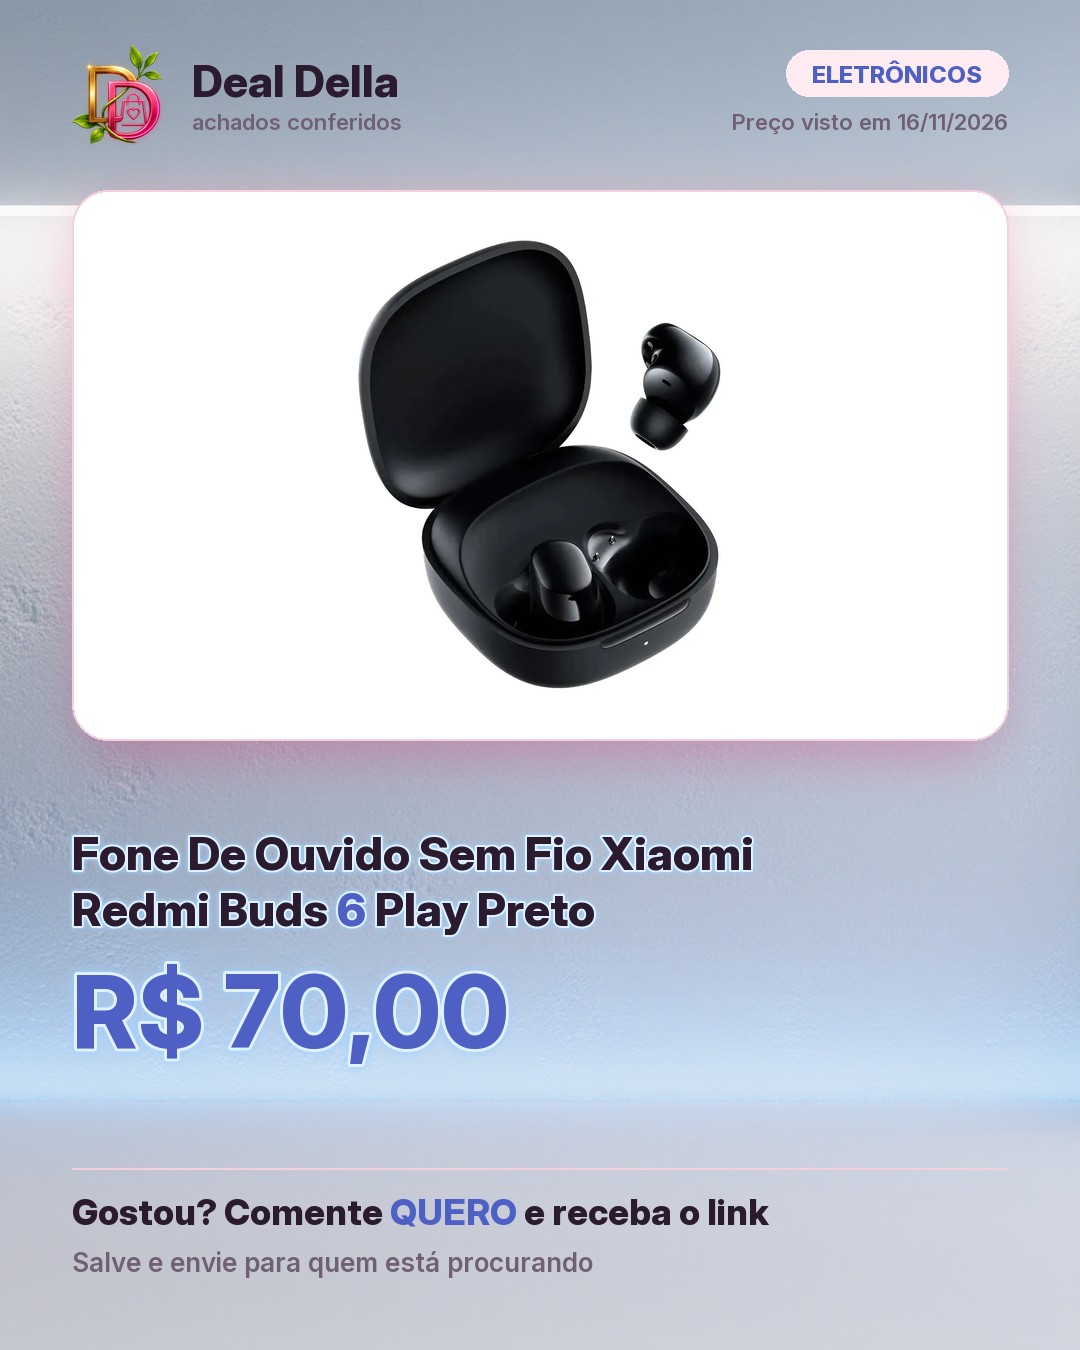 Deal Della
achados conferidos
ELETRÔNICOS
Preço visto em 16/11/2026
Fone De Ouvido Sem Fio Xiaomi
Redmi Buds 6 Play Preto
R$ 70,00
Gostou? Comente QUERO e receba o link
Salve e envie para quem está procurando